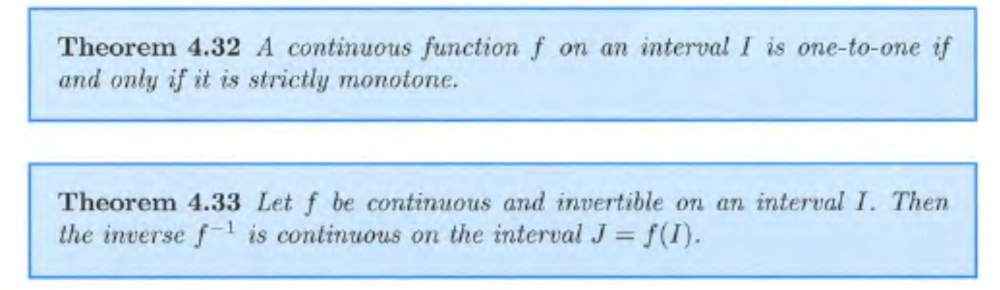 Theorem 4.32 A continuous function f on an interval I is one-to-one if
and only if it is strictly monotone.
Theorem 4.33 Let f be continuous and invertible on an interval I. Then
the inverse f⁻¹ is continuous on the interval J = f(I).